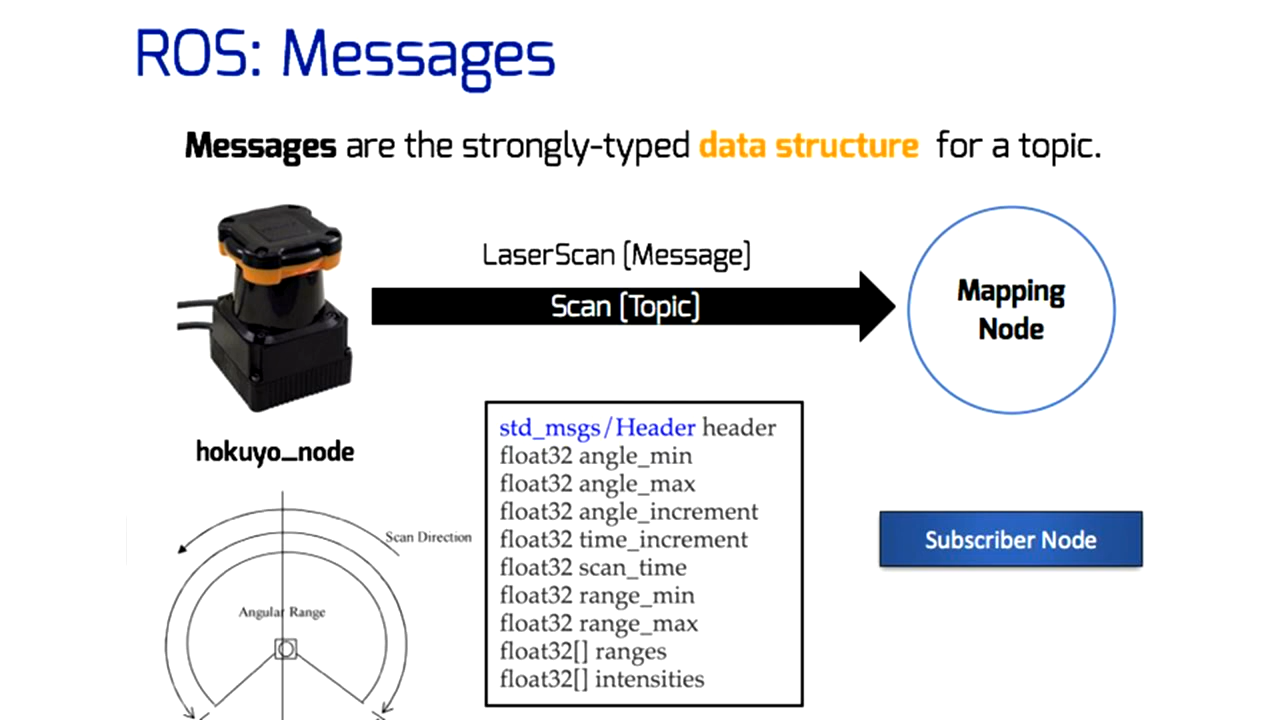 ROS: Messages
Messages are the strongly-typed data structure for a topic.
LaserScan [Message]
Scan [Topic]
Mapping
Node
hokuyo_node
Scan Direction
Angular Range
std_msgs/Header header
float32 angle_min
float32 angle_max
float32 angle_increment
float32 time_increment
float32 scan_time
float32 range_min
float32 range_max
float32[] ranges
float32[] intensities
Subscriber Node